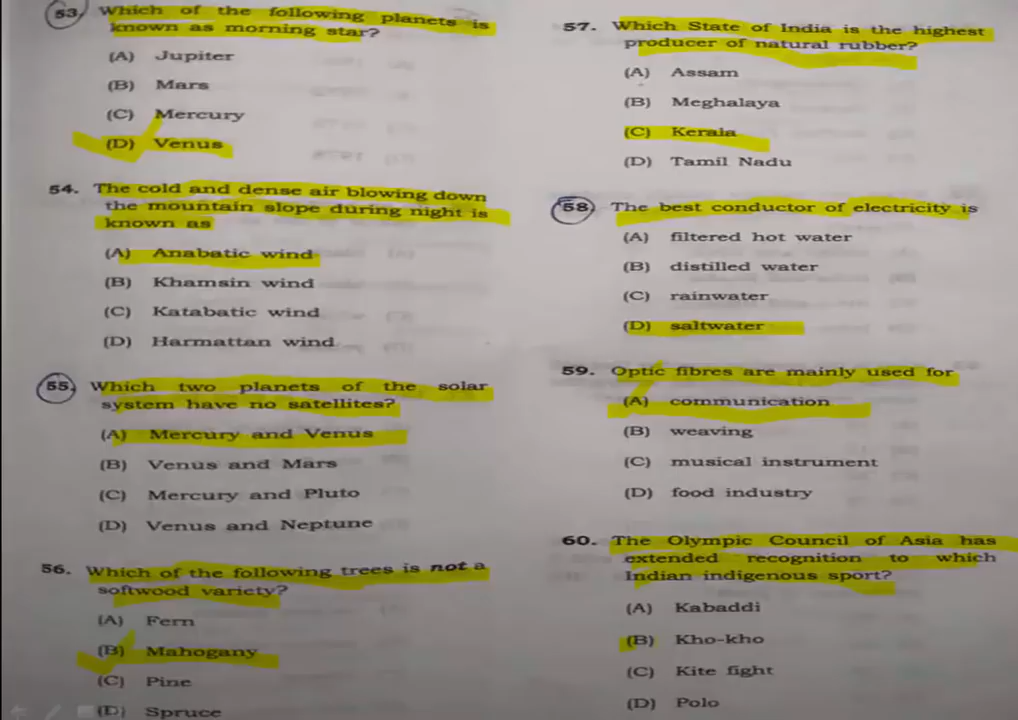 53. Which of the following planets is
known as morning star?
(A) Jupiter
(B) Mars
(C) Mercury
(D) Venus
54. The cold and dense air blowing down
the mountain slope during night is
known as
(A) Anabatic wind
(B) Khamsin wind
(C) Katabatic wind
(D) Harmattan wind
55. Which two planets of the solar
system have no satellites?
(A) Mercury and Venus
(B) Venus and Mars
(C) Mercury and Pluto
(D) Venus and Neptune
56. Which of the following trees is not a
softwood variety?
(A) Fern
(B) Mahogany
(C) Pine
(D) Spruce
57. Which State of India is the highest
producer of natural rubber?
(A) Assam
(B) Meghalaya
(C) Kerala
(D) Tamil Nadu
58. The best conductor of electricity is
(A) filtered hot water
(B) distilled water
(C) rainwater
(D) saltwater
59. Optic fibres are mainly used for
(A) communication
(B) weaving
(C) musical instrument
(D) food industry
60. The Olympic Council of Asia has
extended recognition to which
Indian indigenous sport?
(A) Kabaddi
(B) Kho-kho
(C) Kite fight
(D) Polo